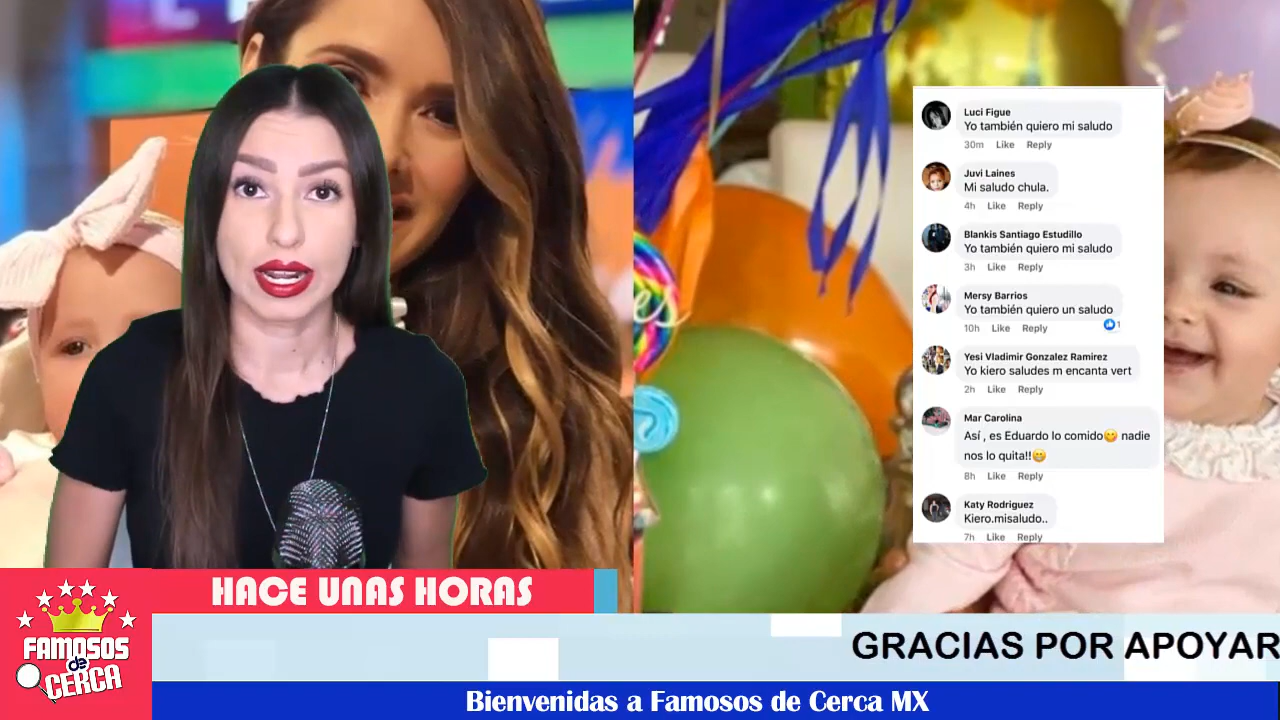 Luci Figue
Yo también quiero mi saludo
30m Like Reply
Juvi Laines
Mi saludo chula.
4h Like Reply
Blankis Santiago Estudillo
Yo también quiero mi saludo
3h Like Reply
Mersy Barrios
Yo también quiero un saludo
10h Like Reply 1
Yesi Vladimir Gonzalez Ramirez
Yo kiero saludes m encanta vert
2h Like Reply
Mar Carolina
Así , es Eduardo lo comido😋 nadie
nos lo quita!!😁
8h Like Reply
Katy Rodriguez
Kiero.misaludo..
7h Like Reply
HACE UNAS HORAS
FAMOSOS
de
CERCA
GRACIAS POR APOYAR
Bienvenidas a Famosos de Cerca MX